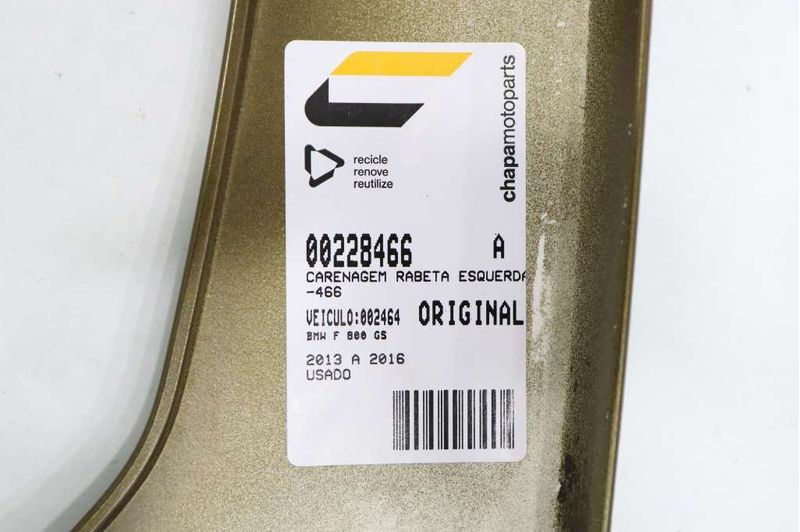 chapamotoparts
recicle
renove
reutilize
00228466 A
CARENAGEM RABETA ESQUERDA
-466
VEICULO:002464 ORIGINAL
BMW F 800 GS
2013 A 2016
USADO